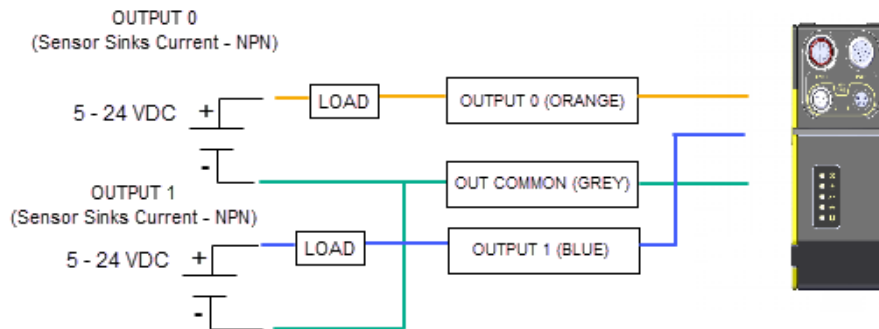 OUTPUT 0
(Sensor Sinks Current - NPN)
5 - 24 VDC
+
-
LOAD
OUTPUT 0 (ORANGE)
OUT COMMON (GREY)
OUTPUT 1
(Sensor Sinks Current - NPN)
5 - 24 VDC
+
-
LOAD
OUTPUT 1 (BLUE)